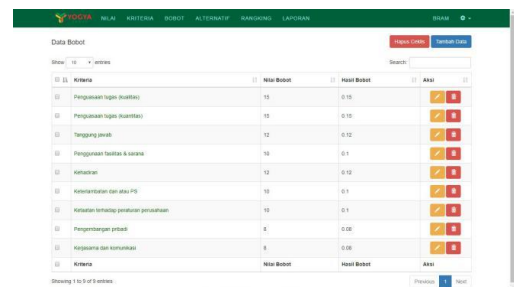 YOGYA NILAI KRITERIA BOBOT ALTERNATIF RANGKING LAPORAN BRAM
Data Bobot Hapus Centis Tambah Data
Show 10 entries Search:
Kriteria Nilai Bobot Hasil Bobot Aksi
Penguasaan tugas (kualitas) 15 0.15
Penguasaan tugas (kuantitas) 15 0.15
Tanggung jawab 12 0.12
Penggunaan fasilitas & sarana 10 0.1
Kehadiran 12 0.12
Keterlambatan dan atau PS 10 0.1
Ketaatan terhadap peraturan perusahaan 10 0.1
Pengembangan pribadi 8 0.08
Kerjasama dan komunikasi 8 0.08
Kriteria Nilai Bobot Hasil Bobot Aksi
Showing 1 to 9 of 9 entries Previous 1 Next